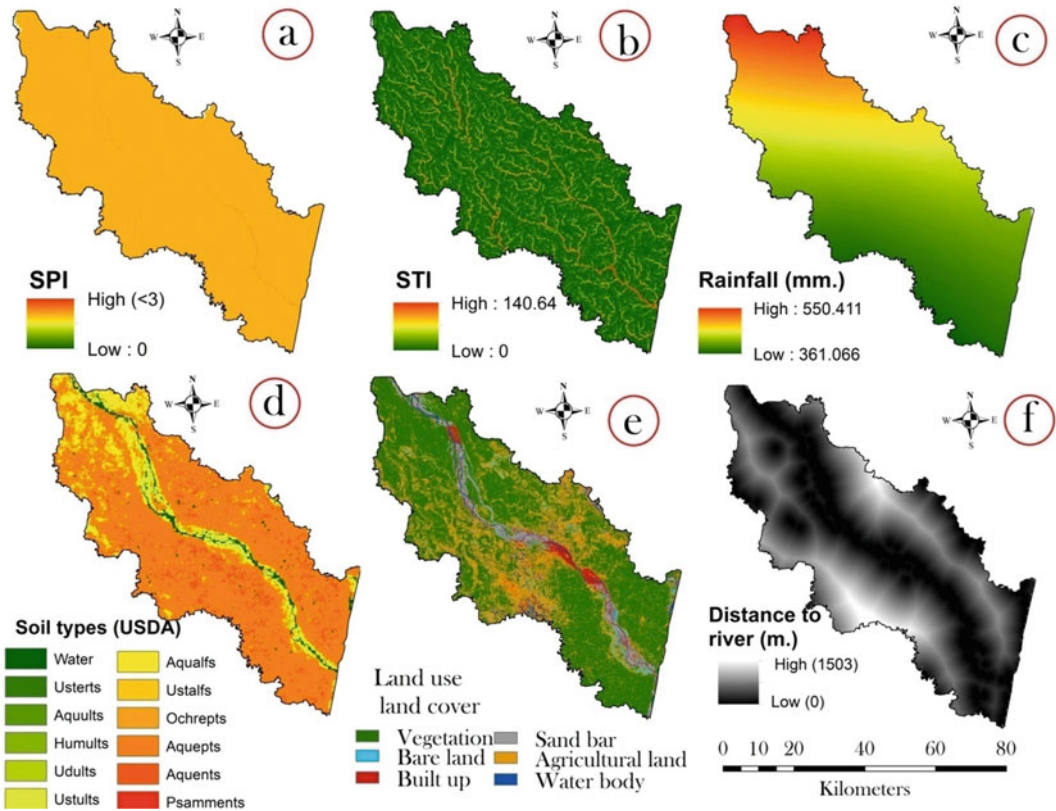 N
W E
S
a
SPI
High (<3)
Low : 0
N
W E
S
b
STI
High : 140.64
Low : 0
N
W E
S
c
Rainfall (mm.)
High : 550.411
Low : 361.066
N
W E
S
d
Soil types (USDA)
Water
Usterts
Aquults
Humults
Udults
Ustults
Aqualfs
Ustalfs
Ochrepts
Aquepts
Aquents
Psamments
N
W E
S
e
Land use
land cover
Vegetation
Bare land
Built up
Sand bar
Agricultural land
Water body
N
W E
S
f
Distance to
river (m.)
High (1503)
Low (0)
0 10 20 40 60 80
Kilometers